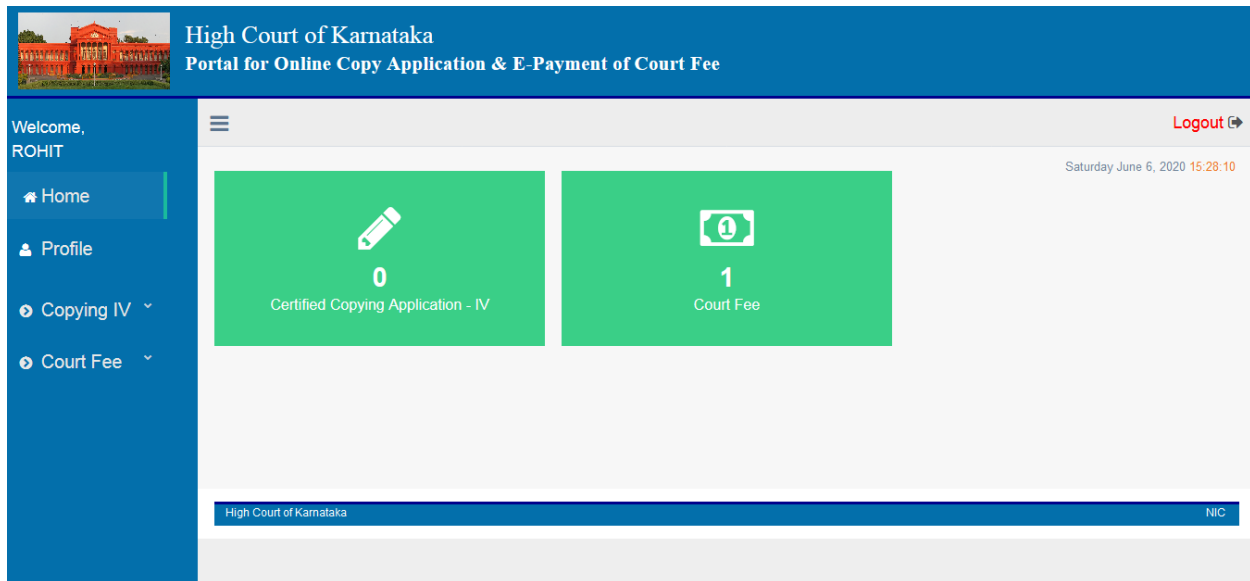 High Court of Karnataka
Portal for Online Copy Application & E-Payment of Court Fee
Welcome,
ROHIT
Logout
Saturday June 6, 2020 15:28:10
Home
Profile
Copying IV
Court Fee
0
Certified Copying Application - IV
1
1
Court Fee
High Court of Karnataka
NIC